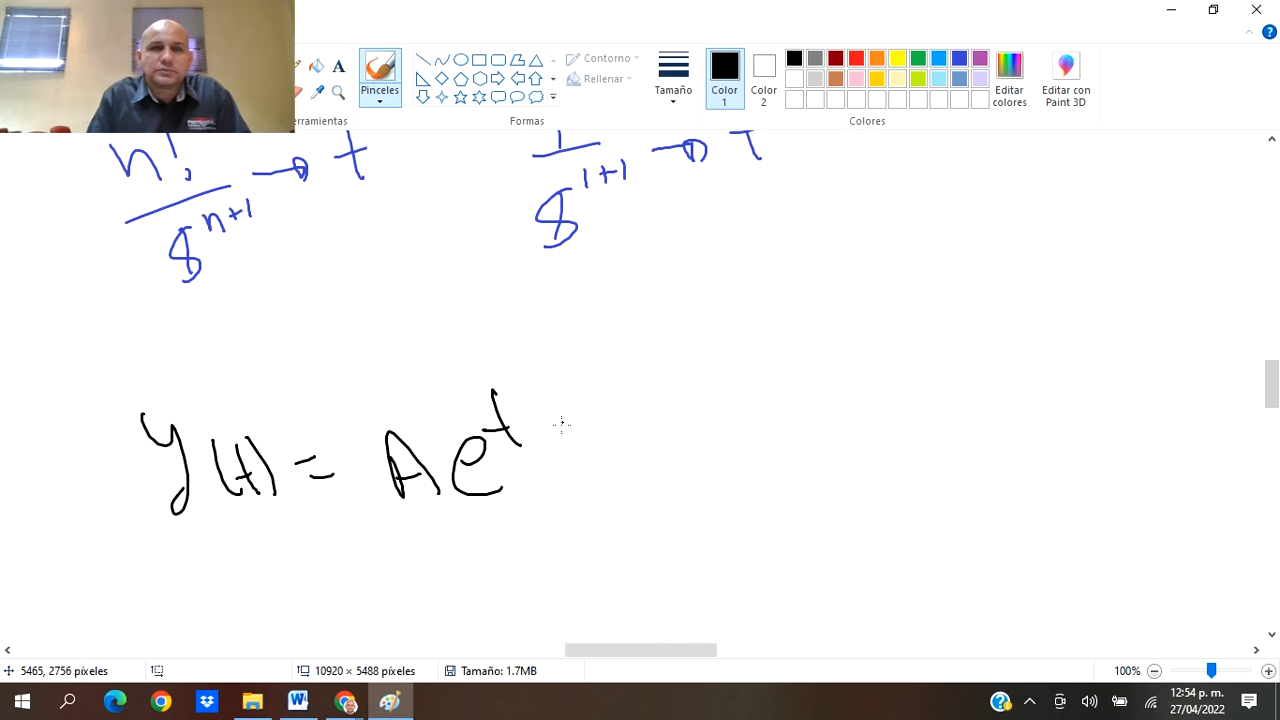 Contorno
Rellenar
Pinceles
Tamaño
Color 1
Color 2
Editar colores
Editar con Paint 3D
erramientas
Formas
Colores
n!/s^{n+1} → t
1/s^{1+1} → t
y(t) = Ae^t
5465, 2756 píxeles
10920 × 5488 píxeles
Tamaño: 1.7MB
100%
12:54 p. m.
27/04/2022